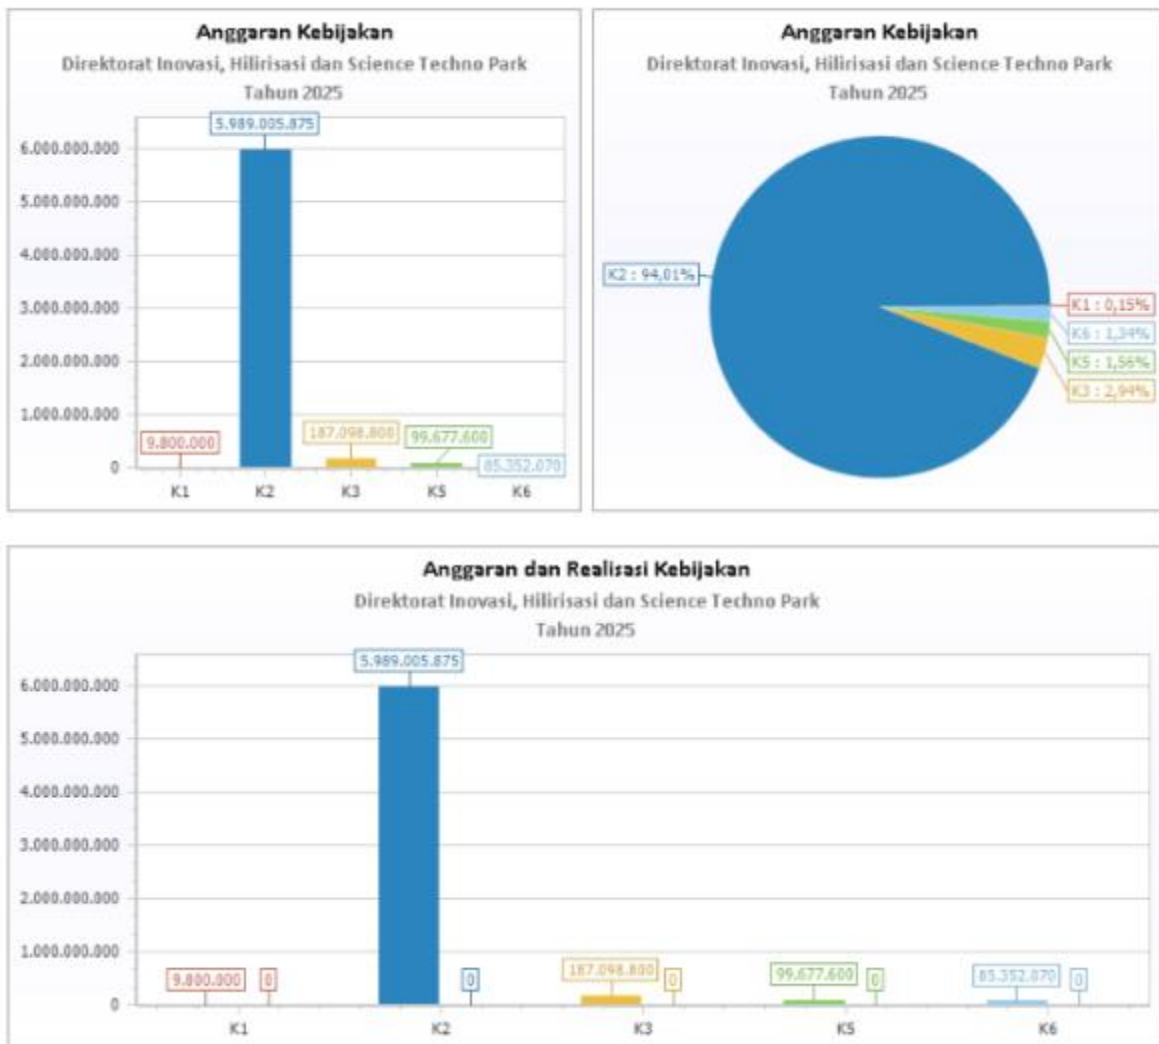 Anggaran Kebijakan
Direktorat Inovasi, Hilirisasi dan Science Techno Park
Tahun 2025
5.989.005.875
6.000.000.000
5.000.000.000
4.000.000.000
3.000.000.000
2.000.000.000
1.000.000.000
0
9.800.000
187.098.800
99.677.600
85.352.070
K1 K2 K3 K5 K6
Anggaran Kebijakan
Direktorat Inovasi, Hilirisasi dan Science Techno Park
Tahun 2025
K2 : 94,01%
K1 : 0,15%
K6 : 1,34%
K5 : 1,56%
K3 : 2,94%
Anggaran dan Realisasi Kebijakan
Direktorat Inovasi, Hilirisasi dan Science Techno Park
Tahun 2025
5.989.005.875
6.000.000.000
5.000.000.000
4.000.000.000
3.000.000.000
2.000.000.000
1.000.000.000
0
9.800.000 0
0
187.098.800 0
99.677.600 0
85.352.070 0
K1 K2 K3 K5 K6